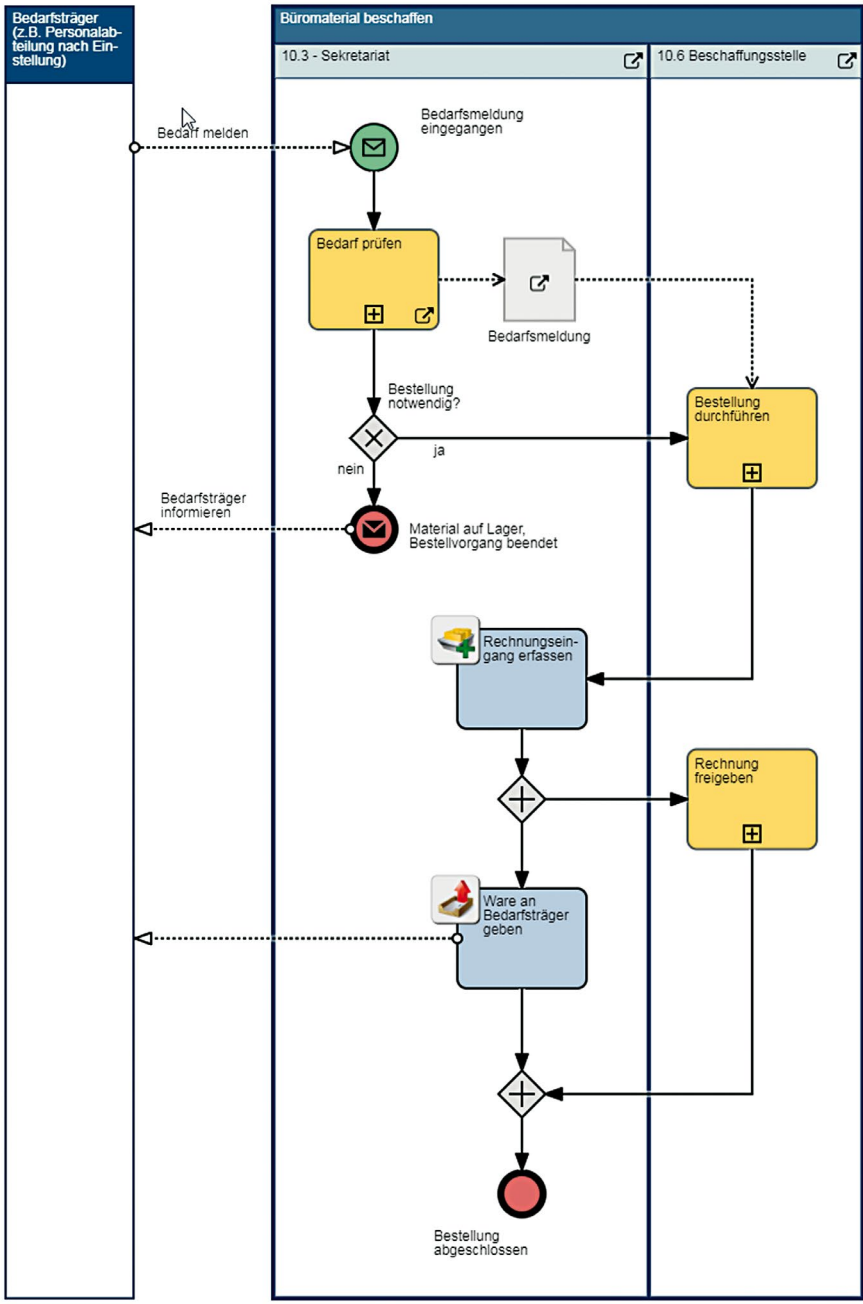 Bedarfsträger
(z.B. Personalab-
teilung nach Ein-
stellung)
Büromaterial beschaffen
10.3 - Sekretariat
10.6 Beschaffungsstelle
Bedarfsmeldung
eingegangen
Bedarf melden
Bedarf prüfen
Bedarfsmeldung
Bestellung
notwendig?
Bestellung
durchführen
ja
nein
Bedarfsträger
informieren
Material auf Lager,
Bestellvorgang beendet
Rechnungsein-
gang erfassen
Rechnung
freigeben
Ware an
Bedarfsträger
geben
Bestellung
abgeschlossen